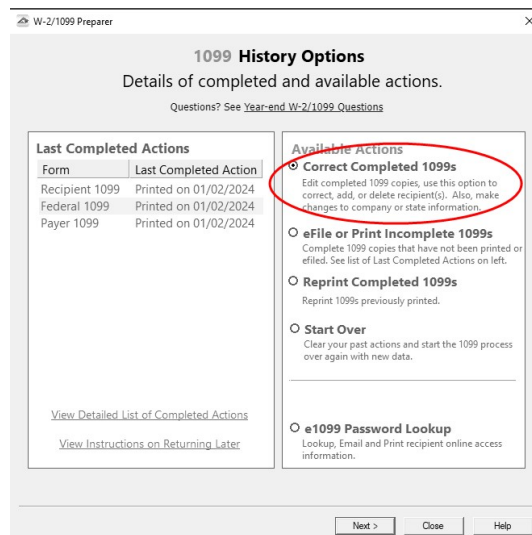 W-2/1099 Preparer
1099 History Options
Details of completed and available actions.
Questions? See Year-end W-2/1099 Questions
Last Completed Actions
Form Last Completed Action
Recipient 1099 Printed on 01/02/2024
Federal 1099 Printed on 01/02/2024
Payer 1099 Printed on 01/02/2024
View Detailed List of Completed Actions
View Instructions on Returning Later
Available Actions
Correct Completed 1099s
Edit completed 1099 copies, use this option to
correct, add, or delete recipient(s). Also, make
changes to company or state information.
eFile or Print Incomplete 1099s
Complete 1099 copies that have not been printed or
efiled. See list of Last Completed Actions on left.
Reprint Completed 1099s
Reprint 1099s previously printed.
Start Over
Clear your past actions and start the 1099 process
over again with new data.
e1099 Password Lookup
Lookup, Email and Print recipient online access
information.
Next > Close Help